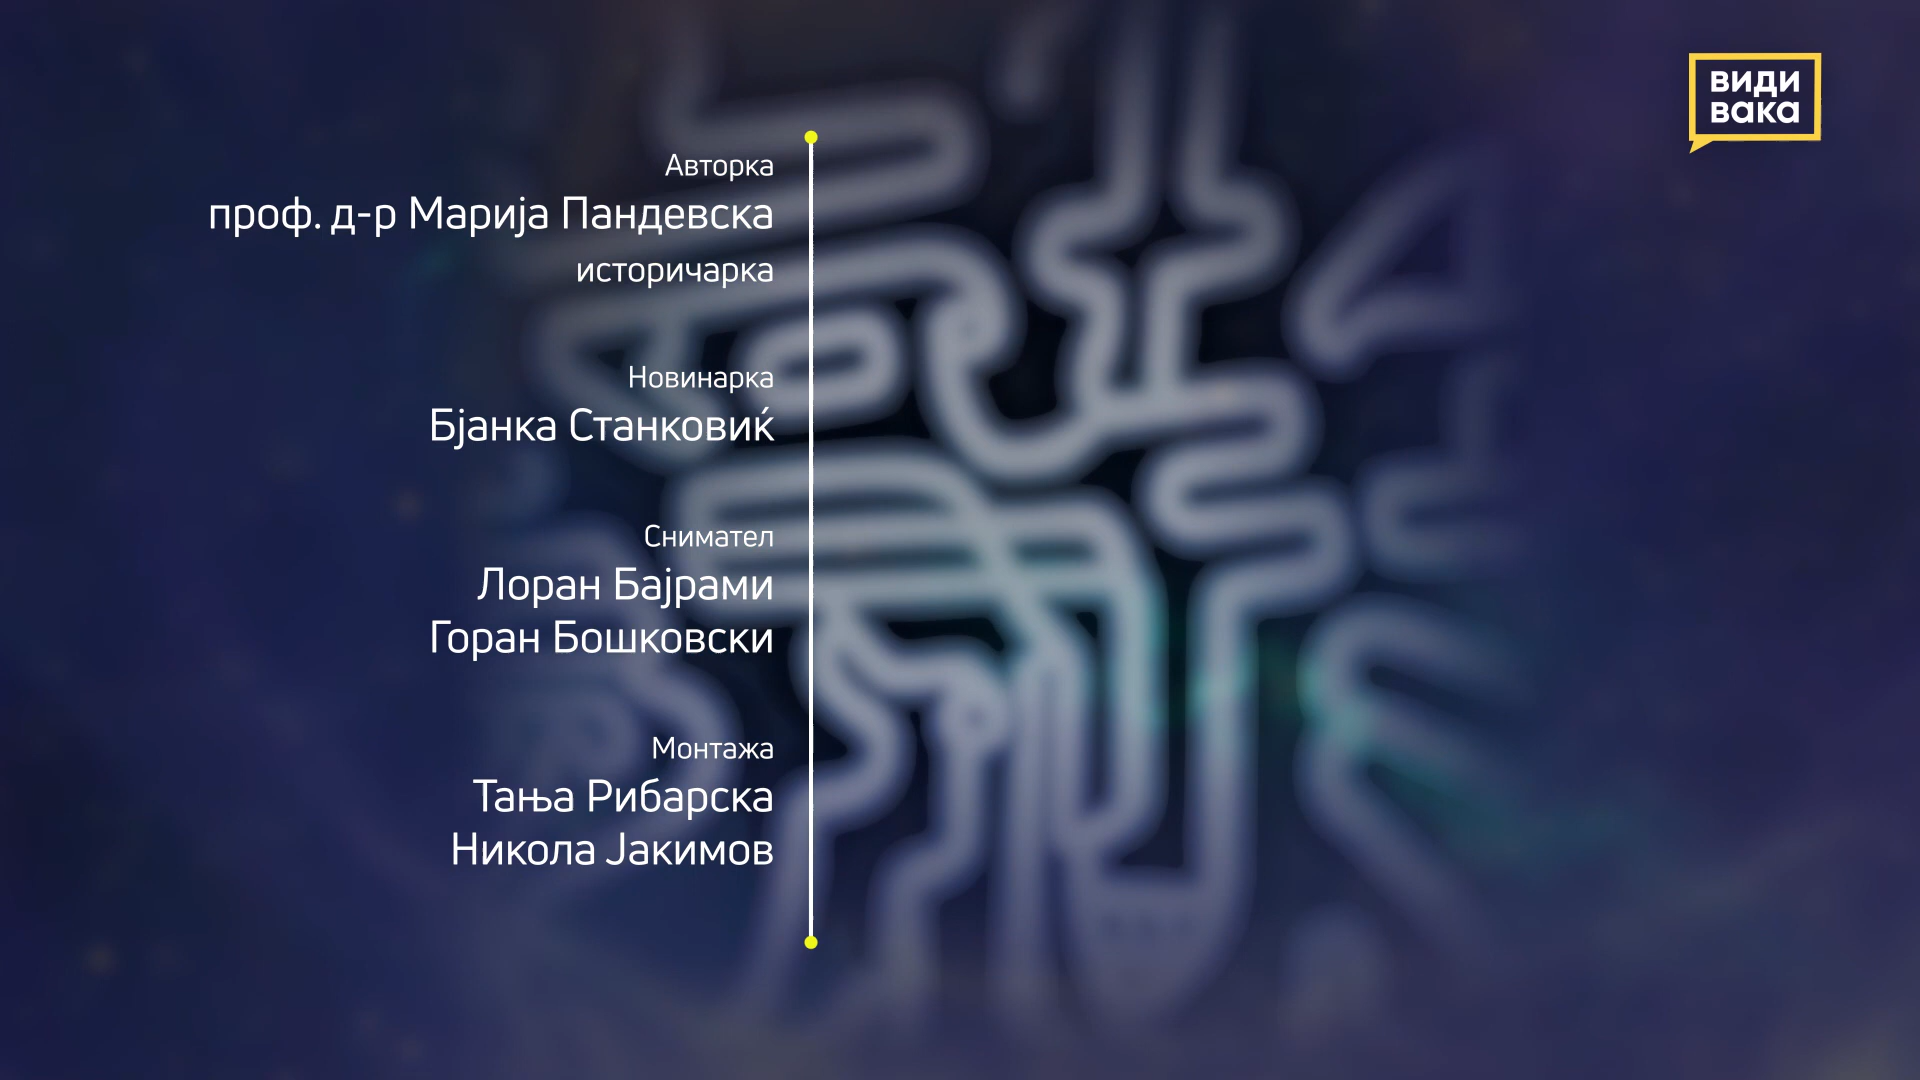 Авторка
проф. д-р Марија Пандевска
историчарка
Новинарка
Бјанка Станковиќ
Снимател
Лоран Бајрами
Горан Бошковски
Монтажа
Тања Рибарска
Никола Јакимов
види
вака